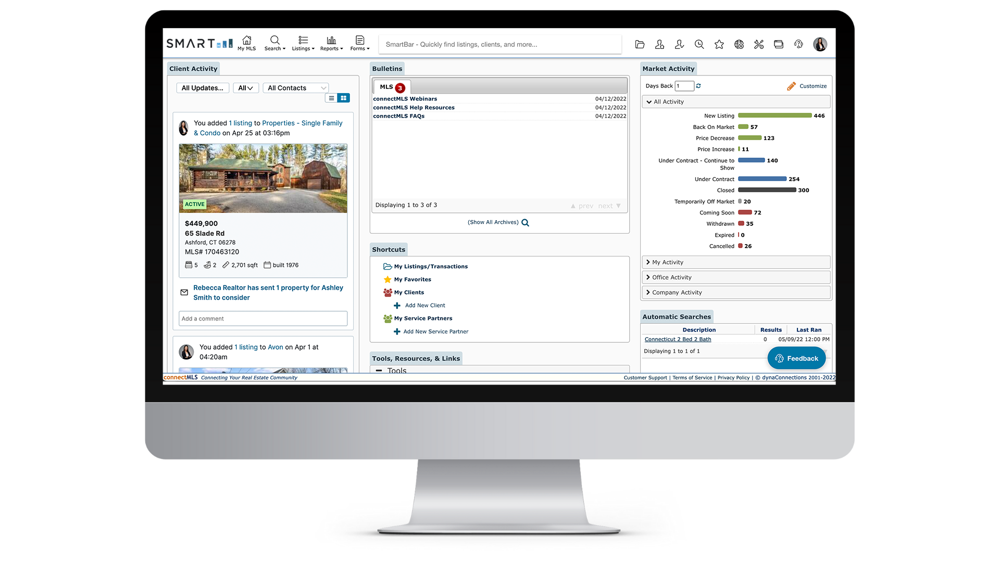 SMART MLS
My MLS
Search
Listings
Reports
Forms
SmartBar - Quickly find listings, clients, and more...
Client Activity
All Updates...
All
All Contacts
You added 1 listing to Properties - Single Family
& Condo on Apr 25 at 03:16pm
ACTIVE
$449,900
65 Slade Rd
Ashford, CT 06278
MLS# 170463120
5 2 2,701 sqft built 1976
Rebecca Realtor has sent 1 property for Ashley
Smith to consider
Add a comment
You added 1 listing to Avon on Apr 1 at
04:20am
Bulletins
MLS 3
connectMLS Webinars 04/12/2022
connectMLS Help Resources 04/12/2022
connectMLS FAQs 04/12/2022
Displaying 1 to 3 of 3
▲ prev next ▼
(Show All Archives)
Shortcuts
My Listings/Transactions
My Favorites
My Clients
Add New Client
My Service Partners
Add New Service Partner
Tools, Resources, & Links
Tools
Market Activity
Days Back 1
Customize
All Activity
New Listing 446
Back On Market 57
Price Decrease 123
Price Increase 11
Under Contract - Continue to 140
Show
Under Contract 254
Closed 300
Temporarily Off Market 20
Coming Soon 72
Withdrawn 35
Expired 0
Cancelled 26
My Activity
Office Activity
Company Activity
Automatic Searches
Description Results Last Ran
Connecticut 2 Bed 2 Bath 0 05/09/22 12:00 PM
Displaying 1 to 1 of 1
Feedback
connectMLS Connecting Your Real Estate Community
Customer Support | Terms of Service | Privacy Policy | © dynaConnections 2001-2022